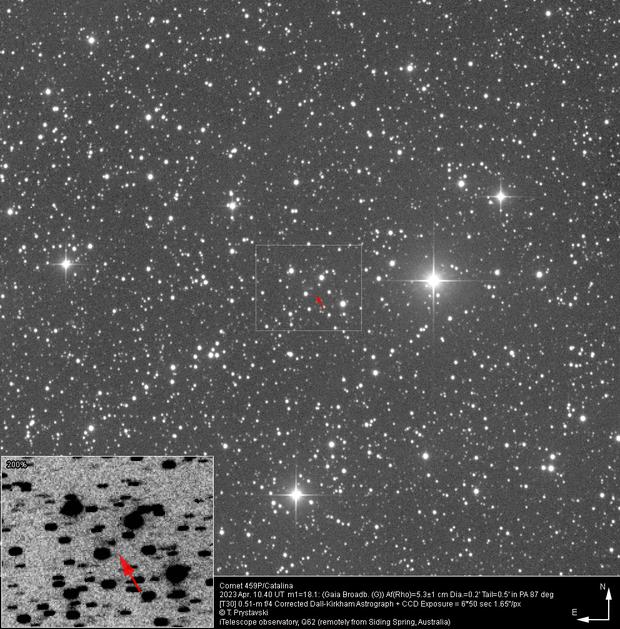 200%
Comet 459P/Catalina
2023 Apr. 10.40 UT m1=18.1: (Gaia Broadb. (G)) Af(Rho)=5.3±1 cm Dia.=0.2' Tail=0.5' in PA 87 deg
[T30] 0.51-m f/4 Corrected Dall-Kirkham Astrograph + CCD Exposure = 6*50 sec 1.65"/px
© T. Prystavski
iTelescope observatory, Q62 (remotely from Siding Spring, Australia)
N
E